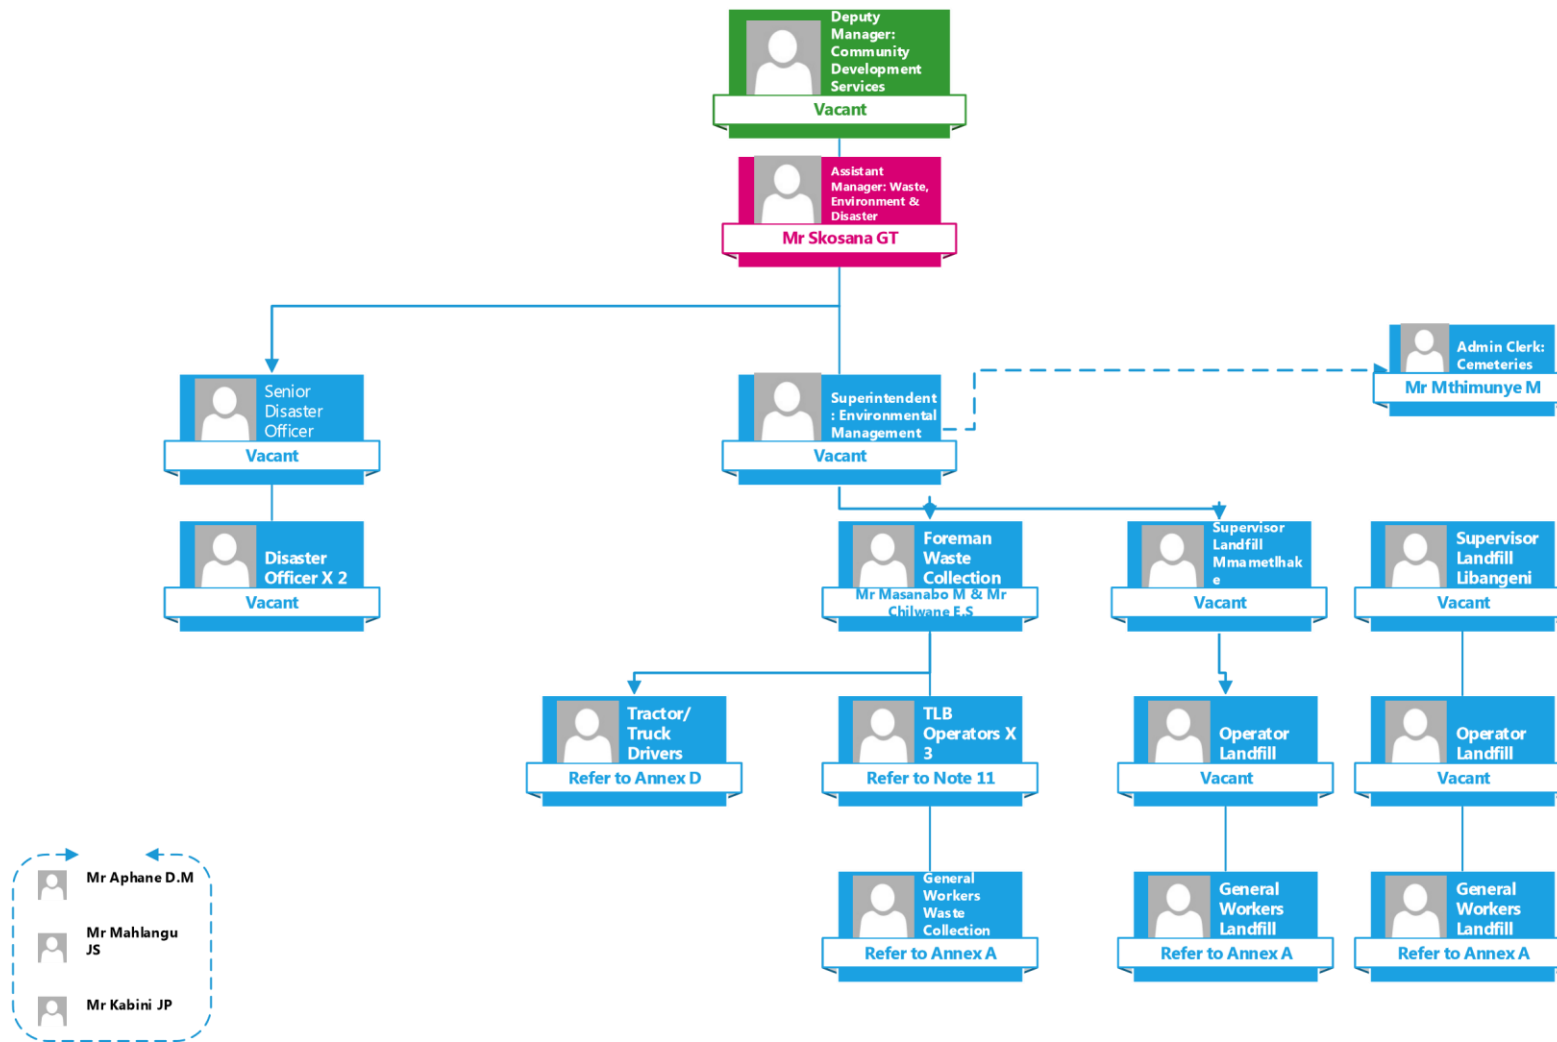 Deputy
Manager:
Community
Development
Services
Vacant
Assistant
Manager: Waste,
Environment &
Disaster
Mr Skosana GT
Senior
Disaster
Officer
Vacant
Superintendent
: Environmental
Management
Vacant
Admin Clerk:
Cemeteries
Mr Mthimunye M
Disaster
Officer X 2
Vacant
Foreman
Waste
Collection
Mr Masanabo M & Mr
Chilwane E.S
Supervisor
Landfill
Mmametlhak
e
Vacant
Supervisor
Landfill
Libangeni
Vacant
Tractor/
Truck
Drivers
Refer to Annex D
TLB
Operators X
3
Refer to Note 11
Operator
Landfill
Vacant
Operator
Landfill
Vacant
General
Workers
Waste
Collection
Refer to Annex A
General
Workers
Landfill
Refer to Annex A
General
Workers
Landfill
Refer to Annex A
Mr Aphane D.M
Mr Mahlangu
JS
Mr Kabini JP